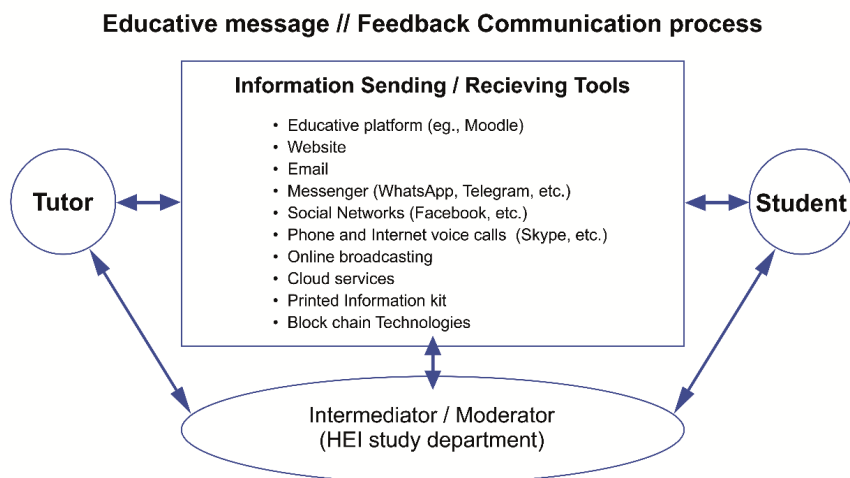 Educative message // Feedback Communication process
Information Sending / Recieving Tools
• Educative platform (eg., Moodle)
• Website
• Email
• Messenger (WhatsApp, Telegram, etc.)
• Social Networks (Facebook, etc.)
• Phone and Internet voice calls (Skype, etc.)
• Online broadcasting
• Cloud services
• Printed Information kit
• Block chain Technologies
Tutor
Student
Intermediator / Moderator
(HEI study department)